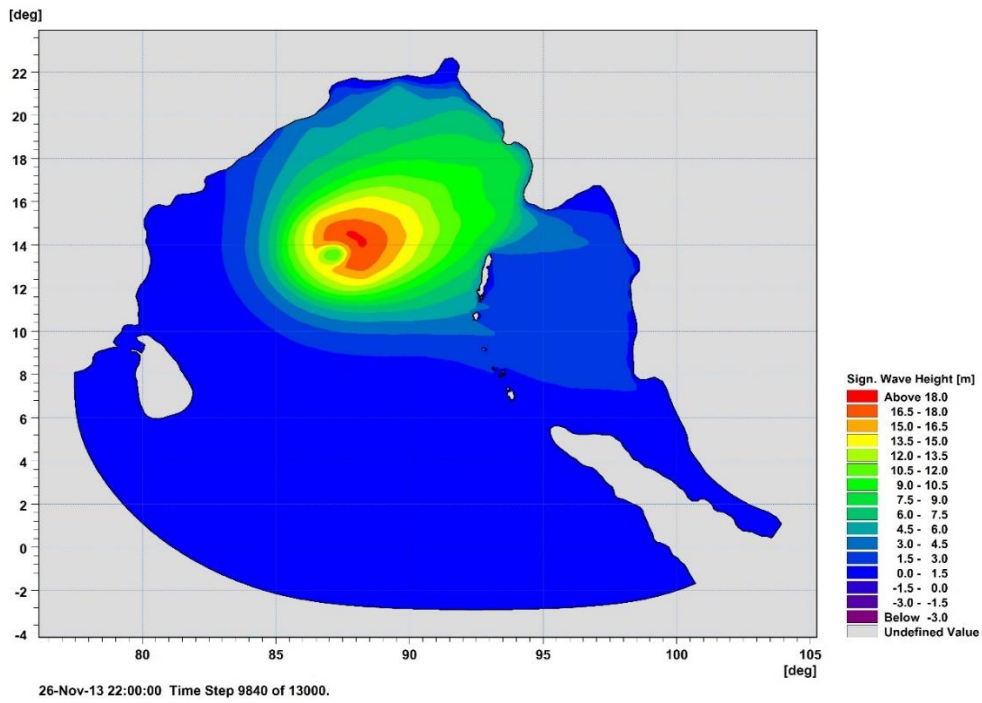 [deg]
22
20
18
16
14
12
10
8
6
4
2
0
-2
-4
80
85
90
95
100
105
[deg]
Sign. Wave Height [m]
Above 18.0
16.5 - 18.0
15.0 - 16.5
13.5 - 15.0
12.0 - 13.5
10.5 - 12.0
9.0 - 10.5
7.5 - 9.0
6.0 - 7.5
4.5 - 6.0
3.0 - 4.5
1.5 - 3.0
0.0 - 1.5
-1.5 - 0.0
-3.0 - -1.5
Below -3.0
Undefined Value
26-Nov-13 22:00:00 Time Step 9840 of 13000.